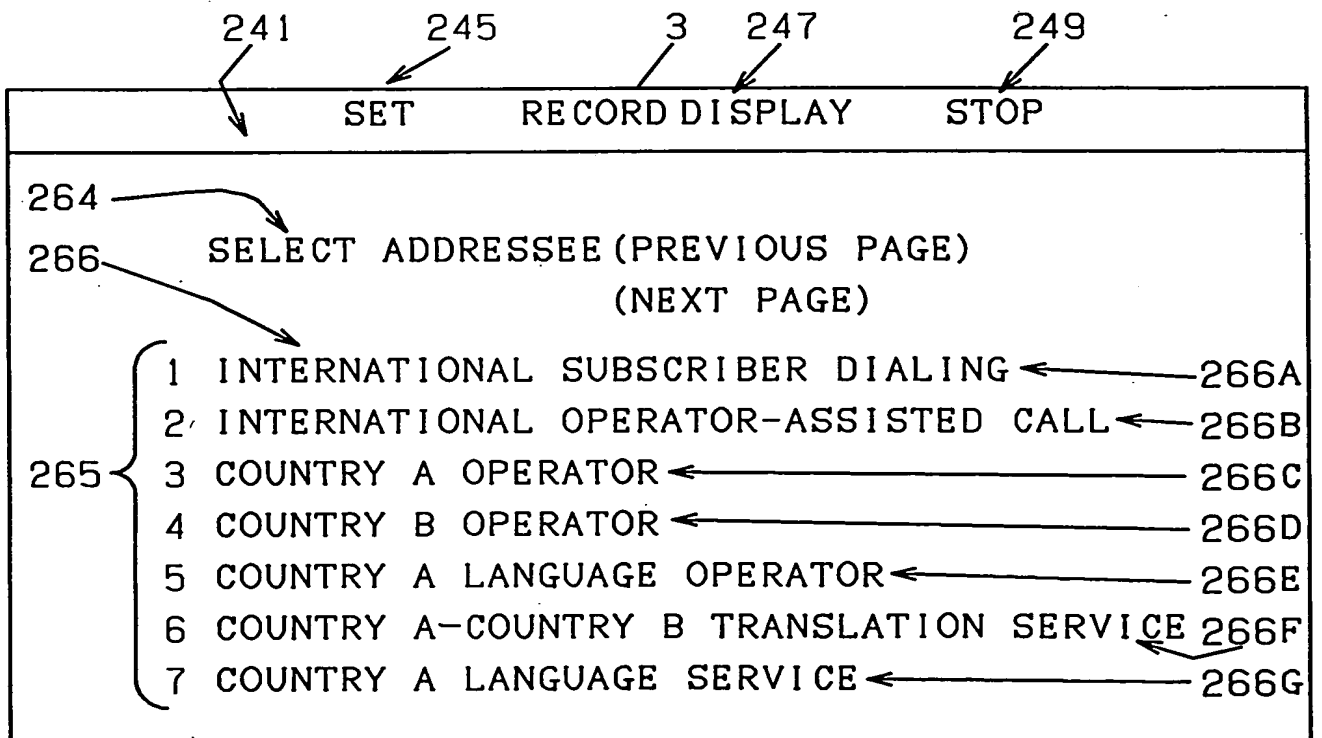 241 245 3 247 249
SET RECORD DISPLAY STOP
264
SELECT ADDRESSEE (PREVIOUS PAGE)
266
(NEXT PAGE)
1 INTERNATIONAL SUBSCRIBER DIALING 266A
2 INTERNATIONAL OPERATOR-ASSISTED CALL 266B
265 3 COUNTRY A OPERATOR 266C
4 COUNTRY B OPERATOR 266D
5 COUNTRY A LANGUAGE OPERATOR 266E
6 COUNTRY A-COUNTRY B TRANSLATION SERVICE 266F
7 COUNTRY A LANGUAGE SERVICE 266G